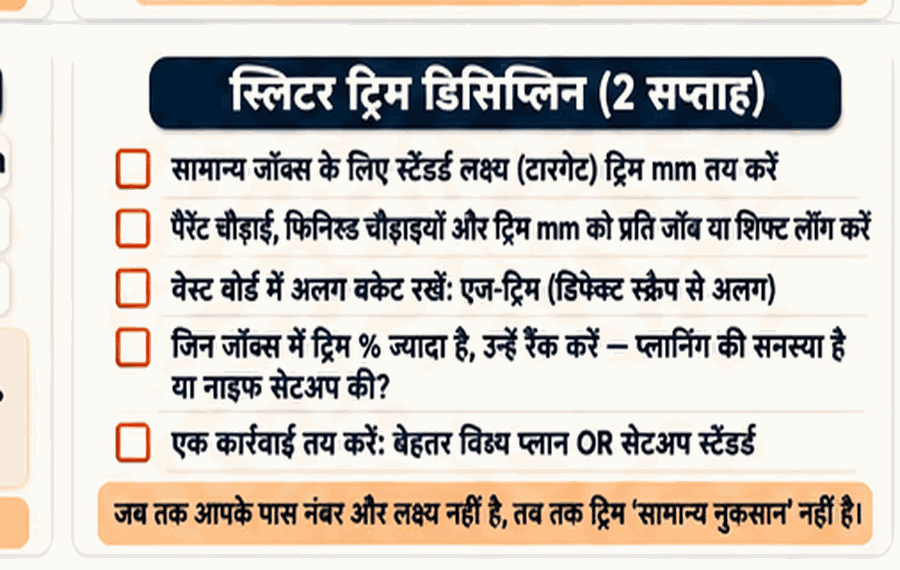 स्लिटर ट्रिम डिसिप्लिन (2 सप्ताह)
सामान्य जॉब्स के लिए स्टेंडर्ड लक्ष्य (टारगेट) ट्रिम mm तय करें
पैरेंट चौड़ाई, फिनिस्ड चौड़ाइयों और ट्रिम mm को प्रति जॉब या शिफ्ट लॉग करें
वेस्ट बोर्ड में अलग बकेट रखें: एज-ट्रिम (डिफेक्ट स्क्रैप से अलग)
जिन जॉब्स में ट्रिम % ज्यादा है, उन्हें रैंक करें – प्लानिंग की सनस्या है
या नाइफ सेटअप की?
एक कार्रवाई तय करें: बेहतर प्लान OR सेटअप स्टेंडर्ड
जब तक आपके पास नंबर और लक्ष्य नहीं है, तब तक ट्रिम ‘सामान्य नुकसान’ नहीं है।